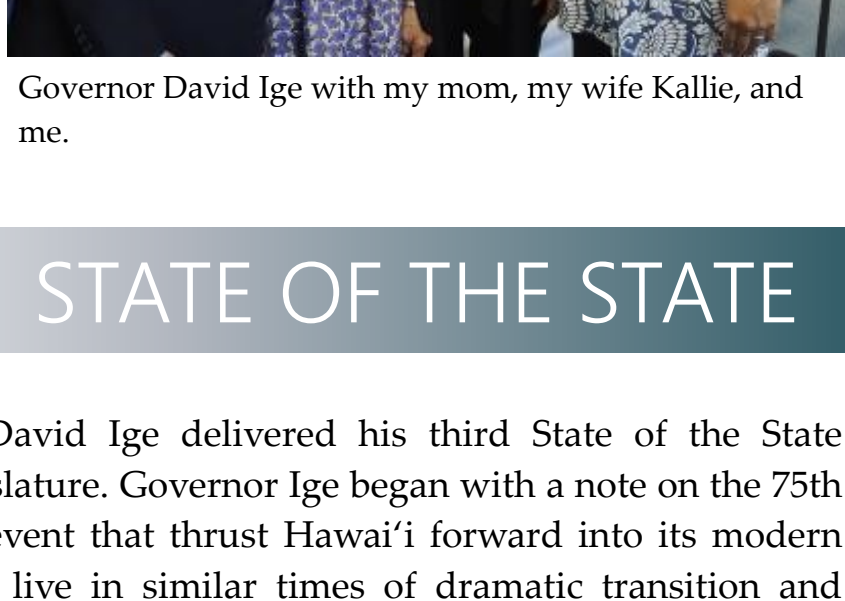 Governor David Ige with my mom, my wife Kallie, and
me.
STATE OF THE STATE
David Ige delivered his third State of the State
slature. Governor Ige began with a note on the 75th
event that thrust Hawai‘i forward into its modern
live in similar times of dramatic transition and